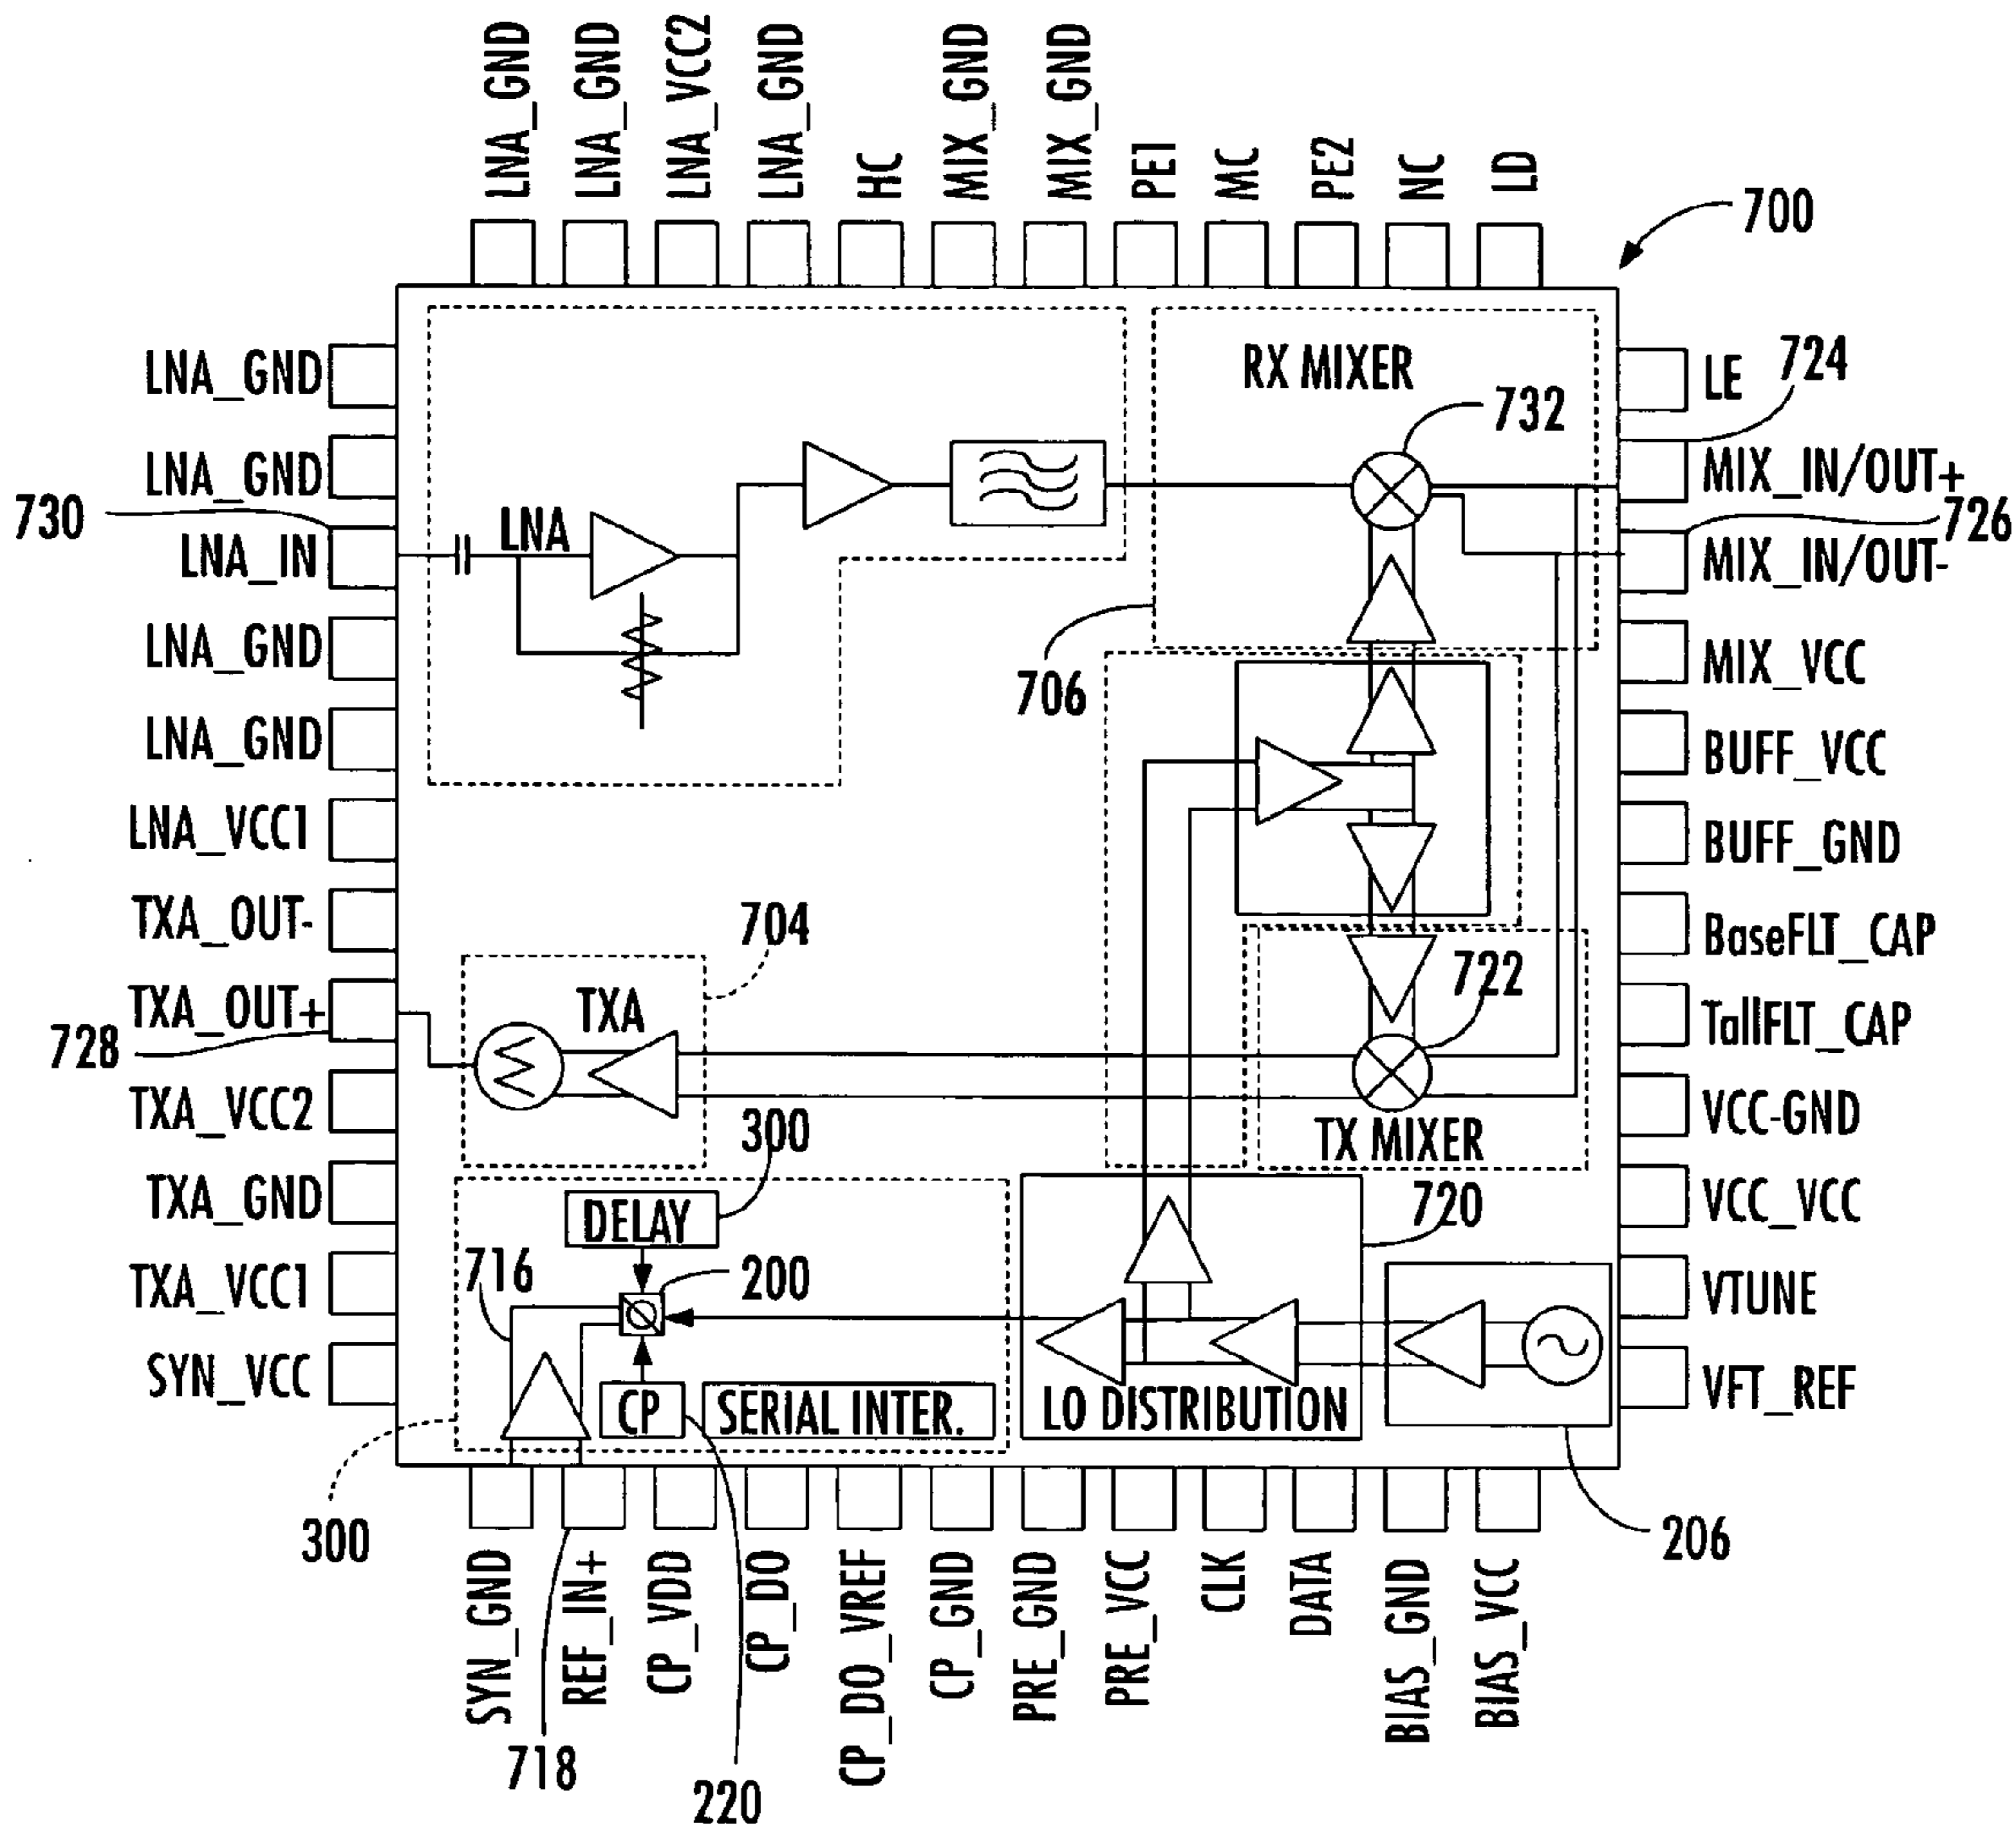 LNA_GND
LNA_GND
LNA_VCC2
LNA_GND
HC
MIX_GND
MIX_GND
PE1
MC
PE2
NC
LD
700
LNA_GND
LNA_GND
730
LNA_IN
LNA_GND
LNA_GND
LNA_VCC1
TXA_OUT-
TXA_OUT+
728
TXA_VCC2
TXA_GND
TXA_VCC1
SYN_VCC
LNA
RX MIXER
732
706
704
TXA
722
TX MIXER
300
DELAY
716
200
CP
SERIAL INTER.
720
LO DISTRIBUTION
724
LE
MIX_IN/OUT+
726
MIX_IN/OUT-
MIX_VCC
BUFF_VCC
BUFF_GND
BaseFLT_CAP
TallFLT_CAP
VCC-GND
VCC_VCC
VTUNE
VFT_REF
300
206
SYN_GND
REF_IN+
CP_VDD
CP_DO
CP_DO_VREF
CP_GND
PRE_GND
PRE_VCC
CLK
DATA
BIAS_GND
BIAS_VCC
718
220